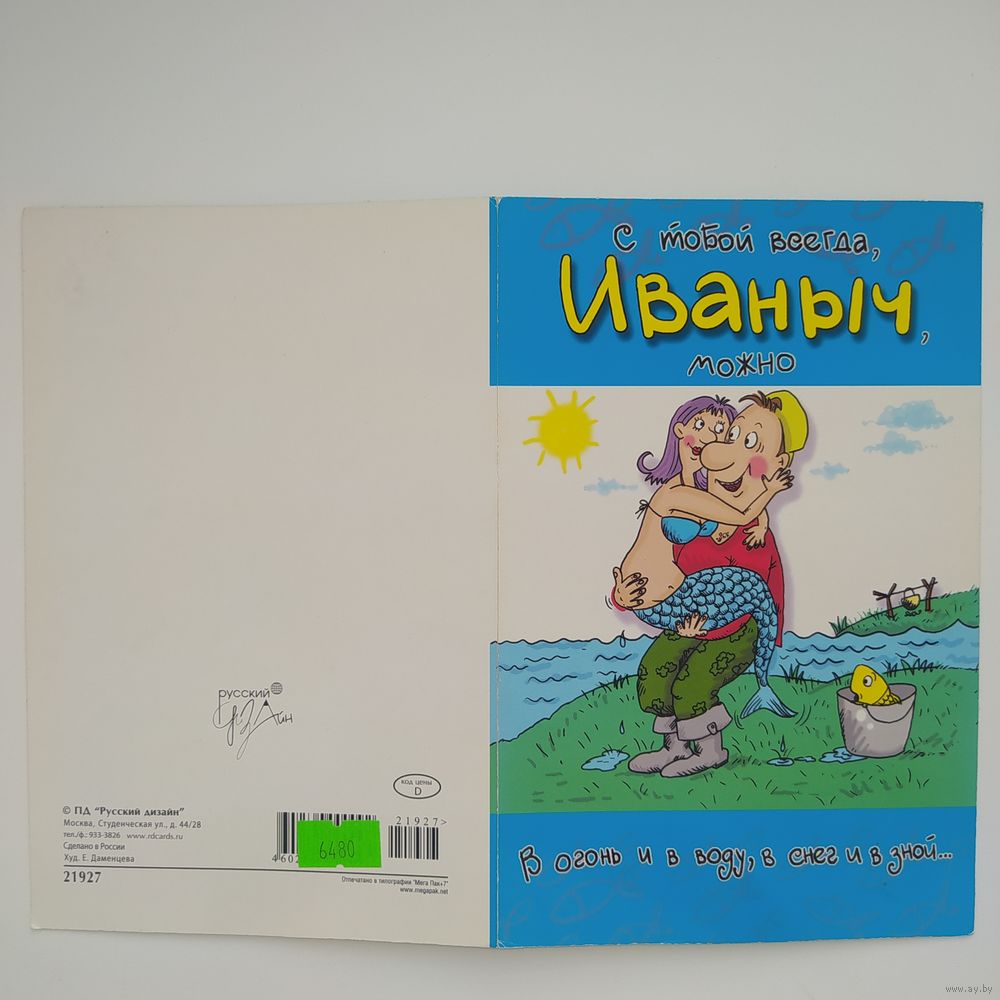 С тобой всегда,
Иваныч,
можно
В огонь и в воду, в снег и в зной...
русский
дизайн
код цены
D
© ПД "Русский дизайн"
Москва, Студенческая ул., д. 44/28
тел./ф.: 933-3826 www.rdcards.ru
Сделано в России
Худ. Е. Даменцева
21927
21927>
4602
6480
Отпечатано в типографии "Мега Пак+7"
www.megapak.net
www.ay.by